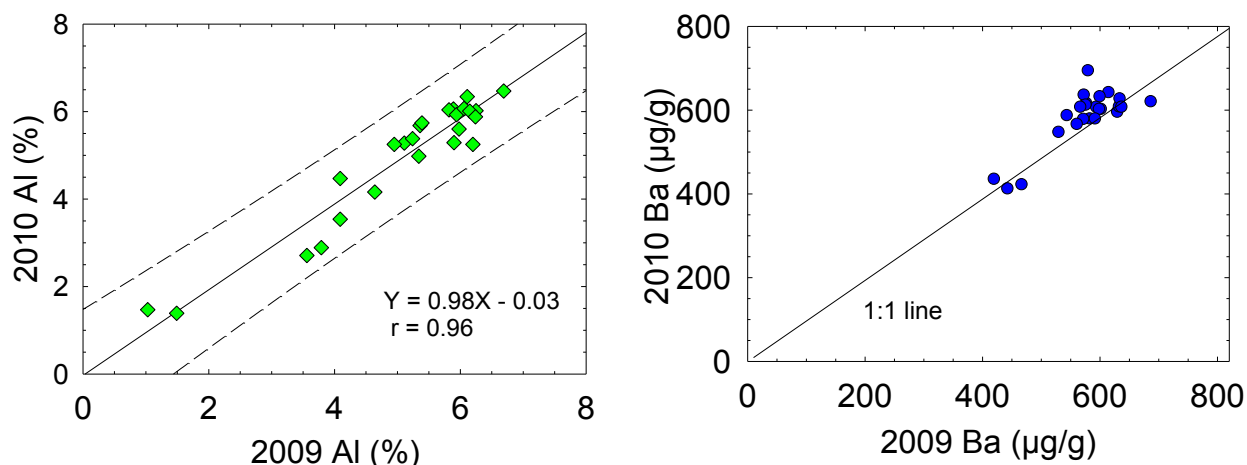 8
6
4
2
0
2010 Al (%)
Y = 0.98X - 0.03
r = 0.96
0 2 4 6 8
2009 Al (%)
800
600
400
200
0
2010 Ba (µg/g)
1:1 line
0 200 400 600 800
2009 Ba (µg/g)